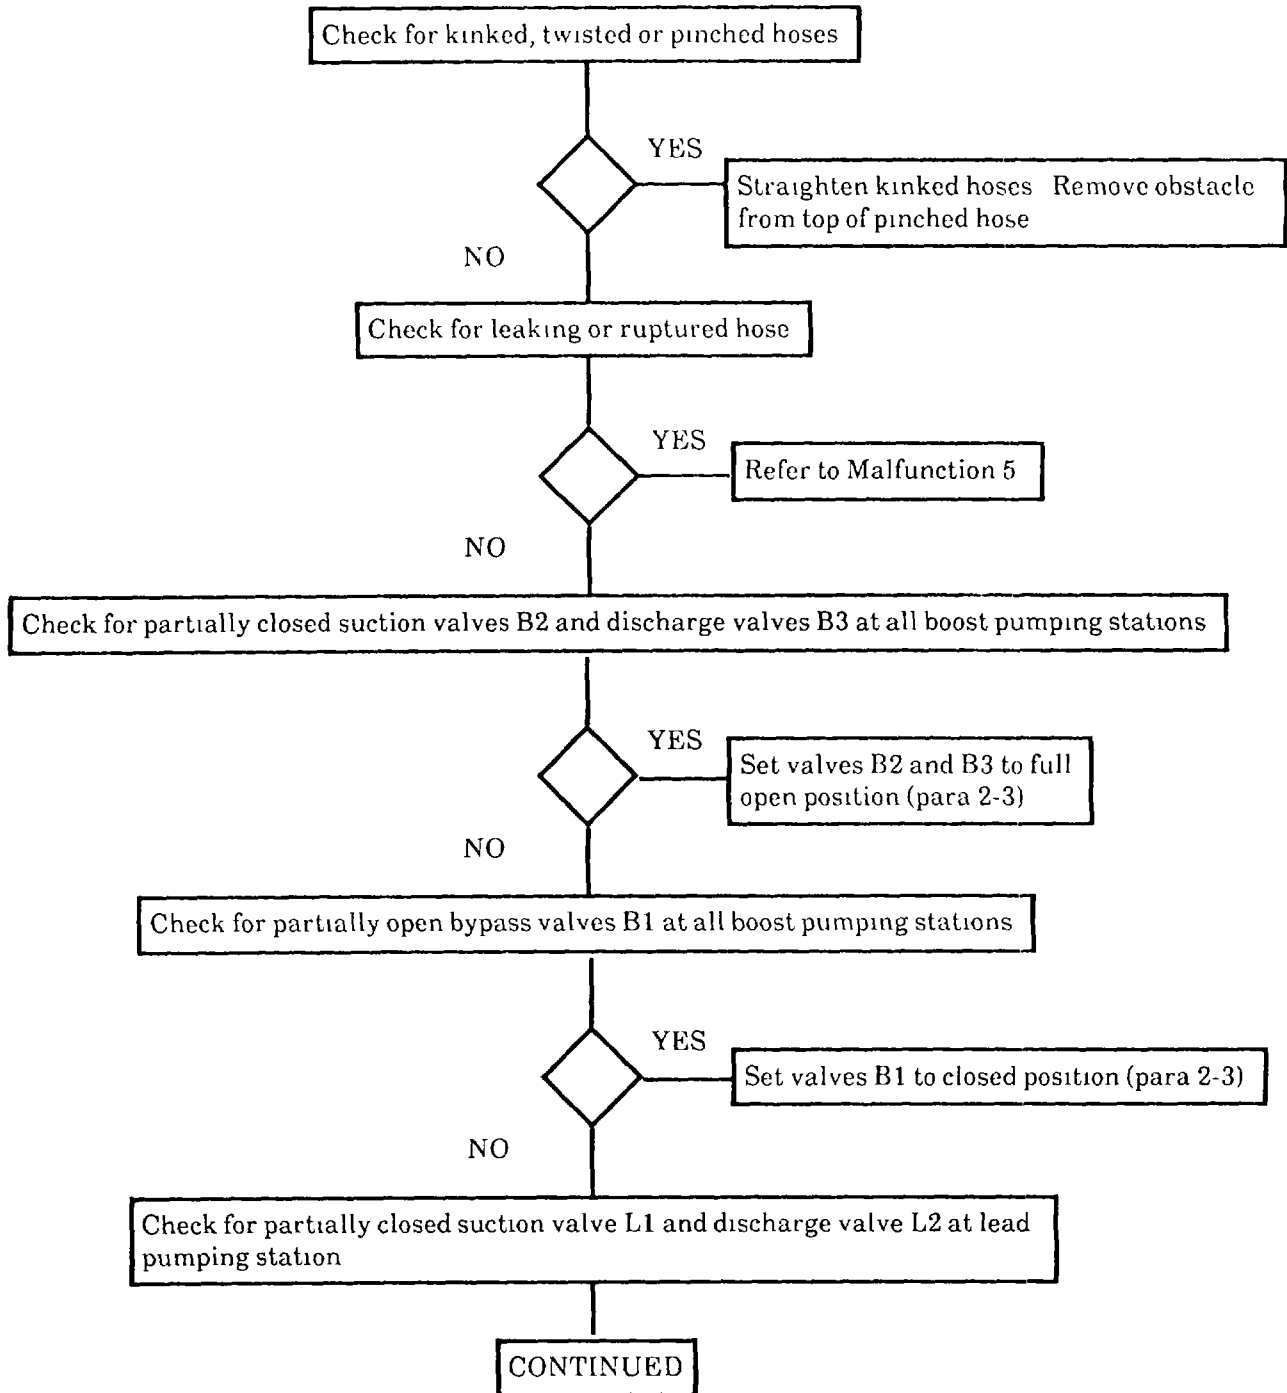 Check for kinked, twisted or pinched hoses
YES
Straighten kinked hoses Remove obstacle
from top of pinched hose
NO
Check for leaking or ruptured hose
YES
Refer to Malfunction 5
NO
Check for partially closed suction valves B2 and discharge valves B3 at all boost pumping stations
YES
Set valves B2 and B3 to full
open position (para 2-3)
NO
Check for partially open bypass valves B1 at all boost pumping stations
YES
Set valves B1 to closed position (para 2-3)
NO
Check for partially closed suction valve L1 and discharge valve L2 at lead
pumping station
CONTINUED